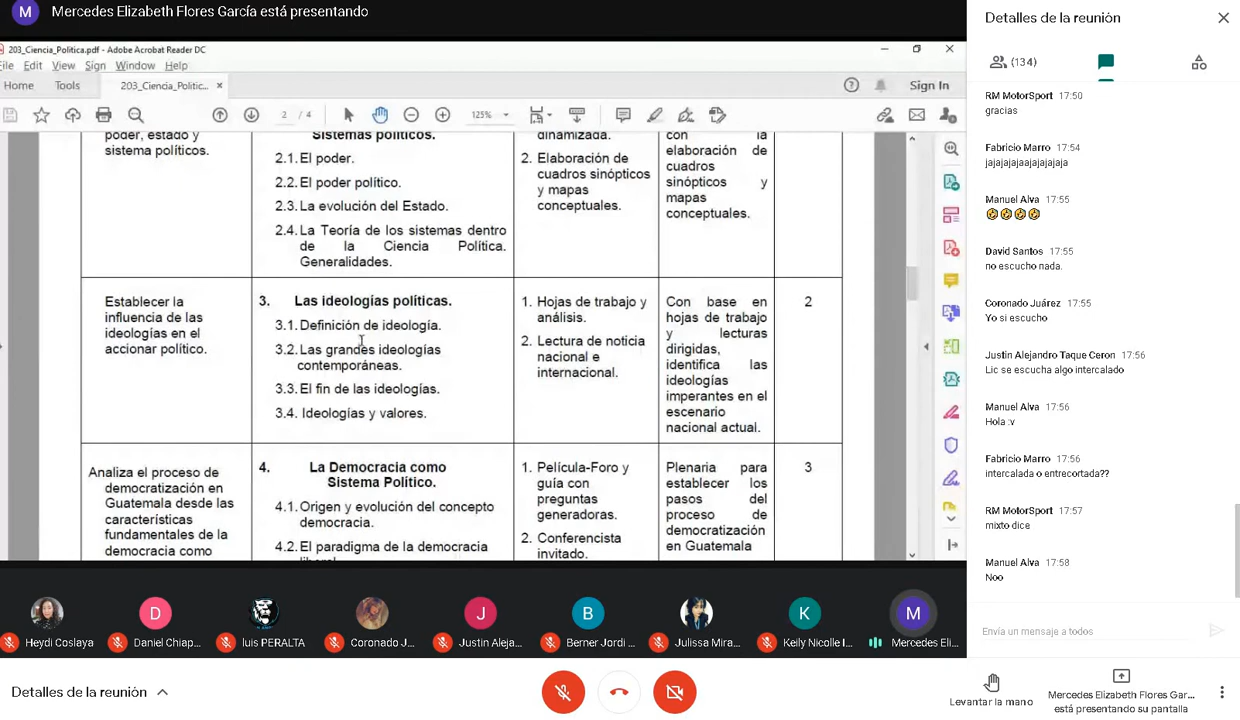 M Mercedes Elizabeth Flores García está presentando
203_Ciencia_Politica.pdf - Adobe Acrobat Reader DC
File Edit View Sign Window Help
Home Tools 203_Ciencia_Politic... × Sign In
2 / 4 125%
poder, estado y
sistema políticos.
Sistemas políticos.
2.1. El poder.
2.2. El poder político.
2.3. La evolución del Estado.
2.4. La Teoría de los sistemas dentro
de la Ciencia Política.
Generalidades.
dinamizada.
2. Elaboración de
cuadros sinópticos
y mapas
conceptuales.
con la
elaboración de
cuadros
sinópticos y
mapas
conceptuales.
Establecer la
influencia de las
ideologías en el
accionar político.
3. Las ideologías políticas.
3.1. Definición de ideología.
3.2. Las grandes ideologías
contemporáneas.
3.3. El fin de las ideologías.
3.4. Ideologías y valores.
1. Hojas de trabajo y
análisis.
2. Lectura de noticia
nacional e
internacional.
Con base en
hojas de trabajo
y lecturas
dirigidas,
identifica las
ideologías
imperantes en el
escenario
nacional actual.
2
Analiza el proceso de
democratización en
Guatemala desde las
características
fundamentales de la
democracia como
4. La Democracia como
Sistema Político.
4.1. Origen y evolución del concepto
democracia.
4.2. El paradigma de la democracia
liberal
1. Película-Foro y
guía con
preguntas
generadoras.
2. Conferencista
invitado.
Plenaria para
establecer los
pasos del
proceso de
democratización
en Guatemala
3
D J B K M
Heydi Coslaya
Daniel Chiap...
luis PERALTA
Coronado J...
Justin Aleja...
Berner Jordi ...
Julissa Mira...
Keily Nicolle I...
Mercedes Eli...
Detalles de la reunión
Levantar la mano
Mercedes Elizabeth Flores Gar...
está presentando su pantalla
Detalles de la reunión
(134)
RM MotorSport 17:50
gracias
Fabricio Marro 17:54
jajajajajaajajajajaja
Manuel Alva 17:55
🤣🤣🤣🤣
David Santos 17:55
no escucho nada.
Coronado Juárez 17:55
Yo si escucho
Justin Alejandro Taque Ceron 17:56
Lic se escucha algo intercalado
Manuel Alva 17:56
Hola :v
Fabricio Marro 17:56
intercalada o entrecortada??
RM MotorSport 17:57
mixto dice
Manuel Alva 17:58
Noo
Envía un mensaje a todos